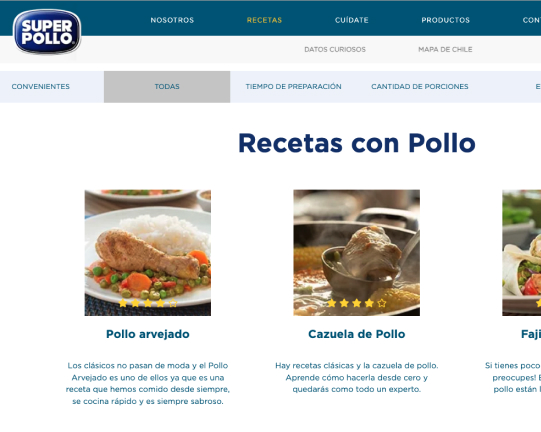 SUPER
POLLO
NOSOTROS RECETAS CUÍDATE PRODUCTOS CON
DATOS CURIOSOS MAPA DE CHILE
CONVENIENTES TODAS TIEMPO DE PREPARACIÓN CANTIDAD DE PORCIONES E
Recetas con Pollo
Pollo arvejado
Los clásicos no pasan de moda y el Pollo
Arvejado es uno de ellos ya que es una
receta que hemos comido desde siempre,
se cocina rápido y es siempre sabroso.
Cazuela de Pollo
Hay recetas clásicas y la cazuela de pollo.
Aprende cómo hacerla desde cero y
quedarás como todo un experto.
Faji
Si tienes poco
preocupes! E
pollo están l